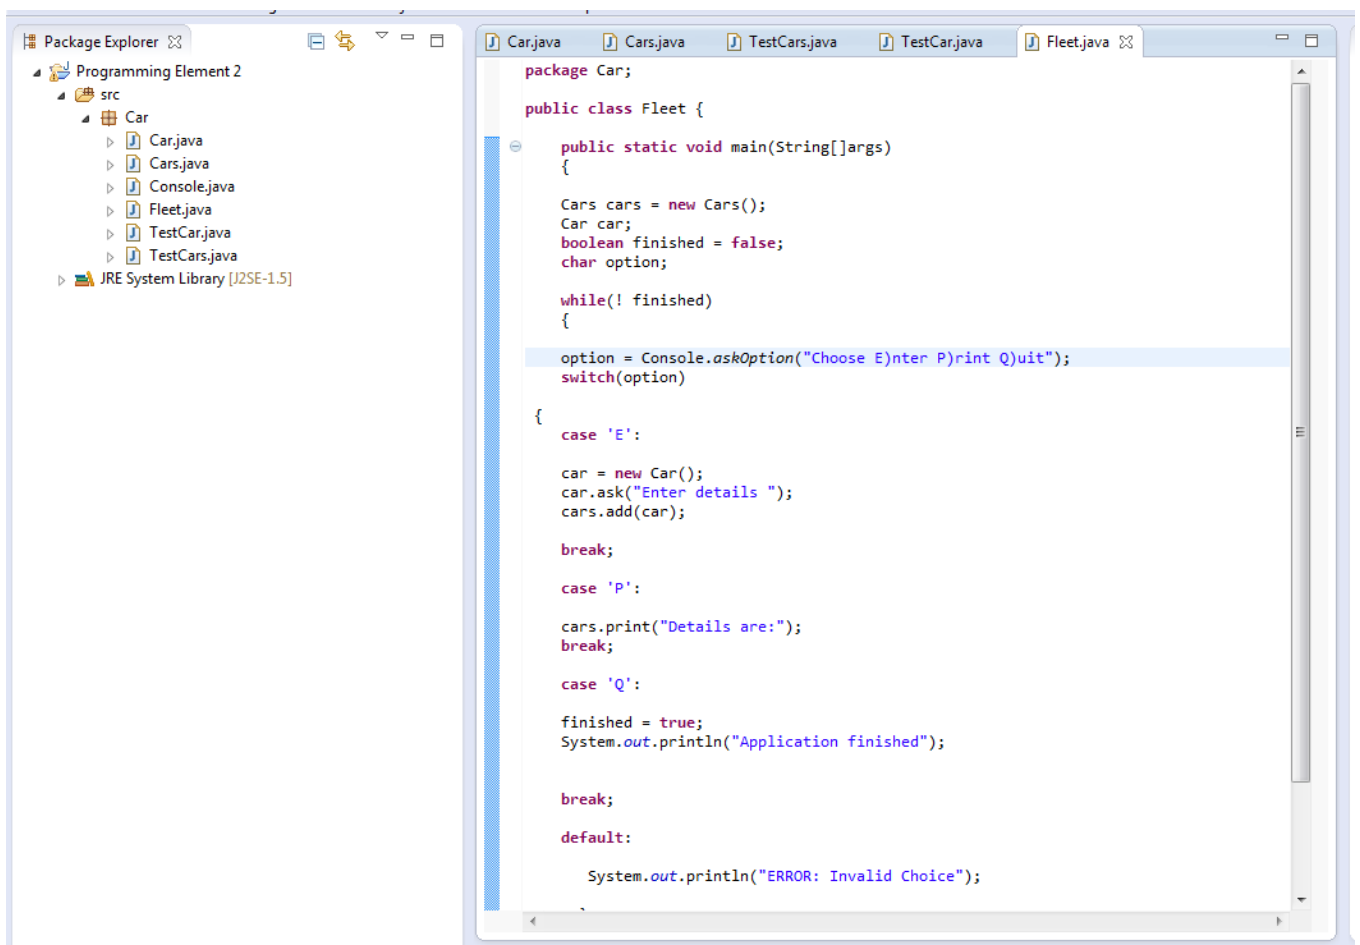 Package Explorer
Programming Element 2
src
Car
Car.java
Cars.java
Console.java
Fleet.java
TestCar.java
TestCars.java
JRE System Library [J2SE-1.5]
Car.java Cars.java TestCars.java TestCar.java Fleet.java
package Car;
public class Fleet {
public static void main(String[]args)
{
Cars cars = new Cars();
Car car;
boolean finished = false;
char option;
while(! finished)
{
option = Console.askOption("Choose E)nter P)rint Q)uit");
switch(option)
{
case 'E':
car = new Car();
car.ask("Enter details ");
cars.add(car);
break;
case 'P':
cars.print("Details are:");
break;
case 'Q':
finished = true;
System.out.println("Application finished");
break;
default:
System.out.println("ERROR: Invalid Choice");